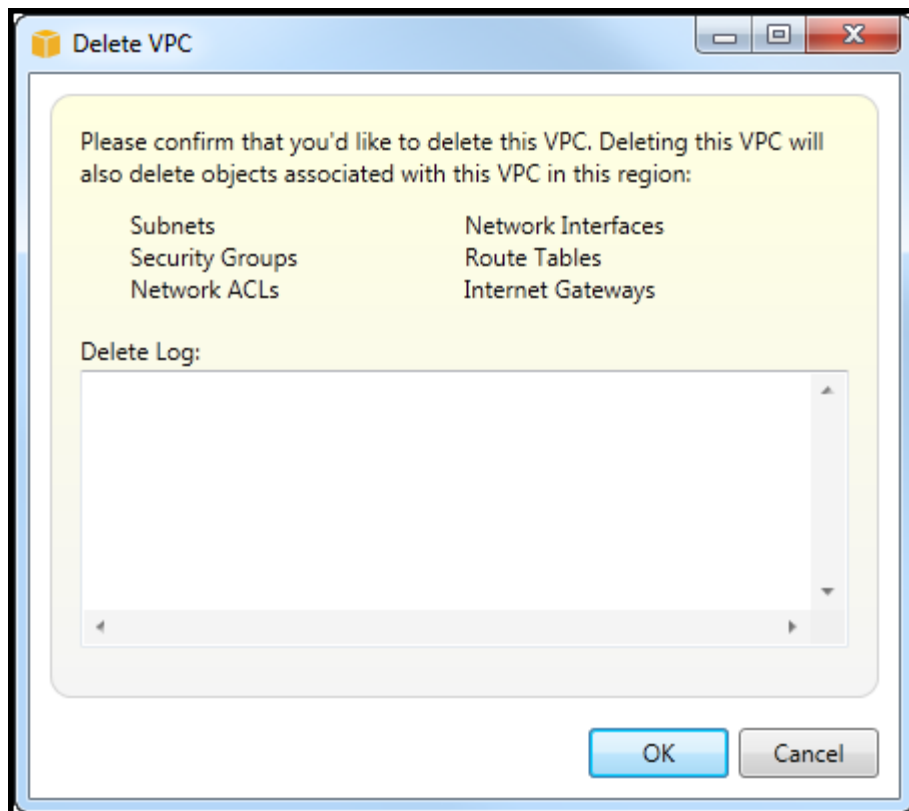 Delete VPC
Please confirm that you'd like to delete this VPC. Deleting this VPC will
also delete objects associated with this VPC in this region:
Subnets Network Interfaces
Security Groups Route Tables
Network ACLs Internet Gateways
Delete Log:
OK Cancel